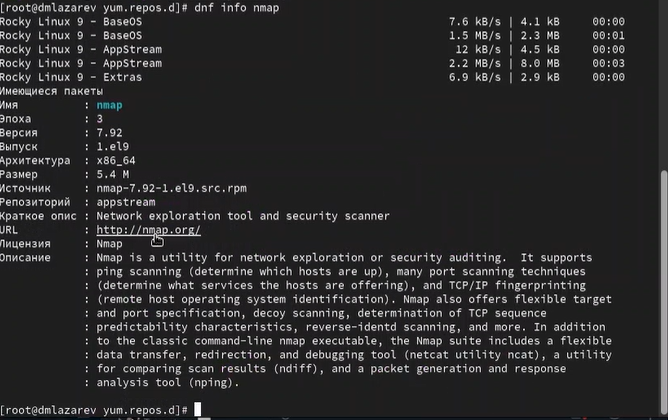 [root@dmlazarev yum.repos.d]# dnf info nmap
Rocky Linux 9 - BaseOS 7.6 kB/s | 4.1 kB 00:00
Rocky Linux 9 - BaseOS 1.5 MB/s | 2.3 MB 00:01
Rocky Linux 9 - AppStream 12 kB/s | 4.5 kB 00:00
Rocky Linux 9 - AppStream 2.2 MB/s | 8.0 MB 00:03
Rocky Linux 9 - Extras 6.9 kB/s | 2.9 kB 00:00
Имеющиеся пакеты
Имя : nmap
Эпоха : 3
Версия : 7.92
Выпуск : 1.el9
Архитектура : x86_64
Размер : 5.4 M
Источник : nmap-7.92-1.el9.src.rpm
Репозиторий : appstream
Краткое опис : Network exploration tool and security scanner
URL : http://nmap.org/
Лицензия : Nmap
Описание : Nmap is a utility for network exploration or security auditing.  It supports
: ping scanning (determine which hosts are up), many port scanning techniques
: (determine what services the hosts are offering), and TCP/IP fingerprinting
: (remote host operating system identification). Nmap also offers flexible target
: and port specification, decoy scanning, determination of TCP sequence
: predictability characteristics, reverse-identd scanning, and more. In addition
: to the classic command-line nmap executable, the Nmap suite includes a flexible
: data transfer, redirection, and debugging tool (netcat utility ncat), a utility
: for comparing scan results (ndiff), and a packet generation and response
: analysis tool (nping).
[root@dmlazarev yum.repos.d]#